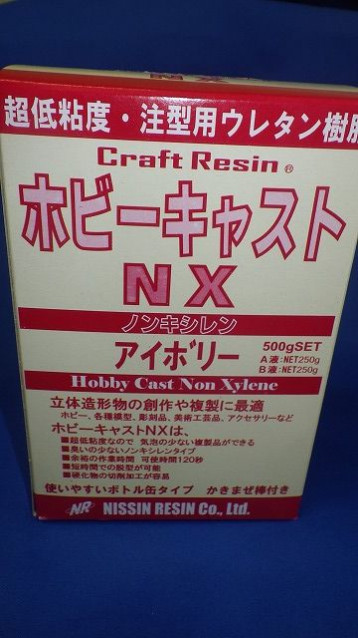 NX
超低粘度・注型用ウレタン樹脂
Craft Resin®
ホビーキャスト
NX
ノンキシレン
アイボリー
500gSET
A液:NET250g
B液:NET250g
Hobby Cast Non Xylene
立体造形物の創作や複製に最適
ホビー、各種模型、彫刻品、美術工芸品、アクセサリーなど
ホビーキャストNXは、
■超低粘度なので 気泡の少ない複製品ができる
■臭いの少ないノンキシレンタイプ
■余裕の作業時間 可使時間120秒
■短時間での脱型が可能
■硬化物の切削加工が容易
使いやすいボトル缶タイプ かきまぜ棒付き
NR NISSIN RESIN Co., Ltd.